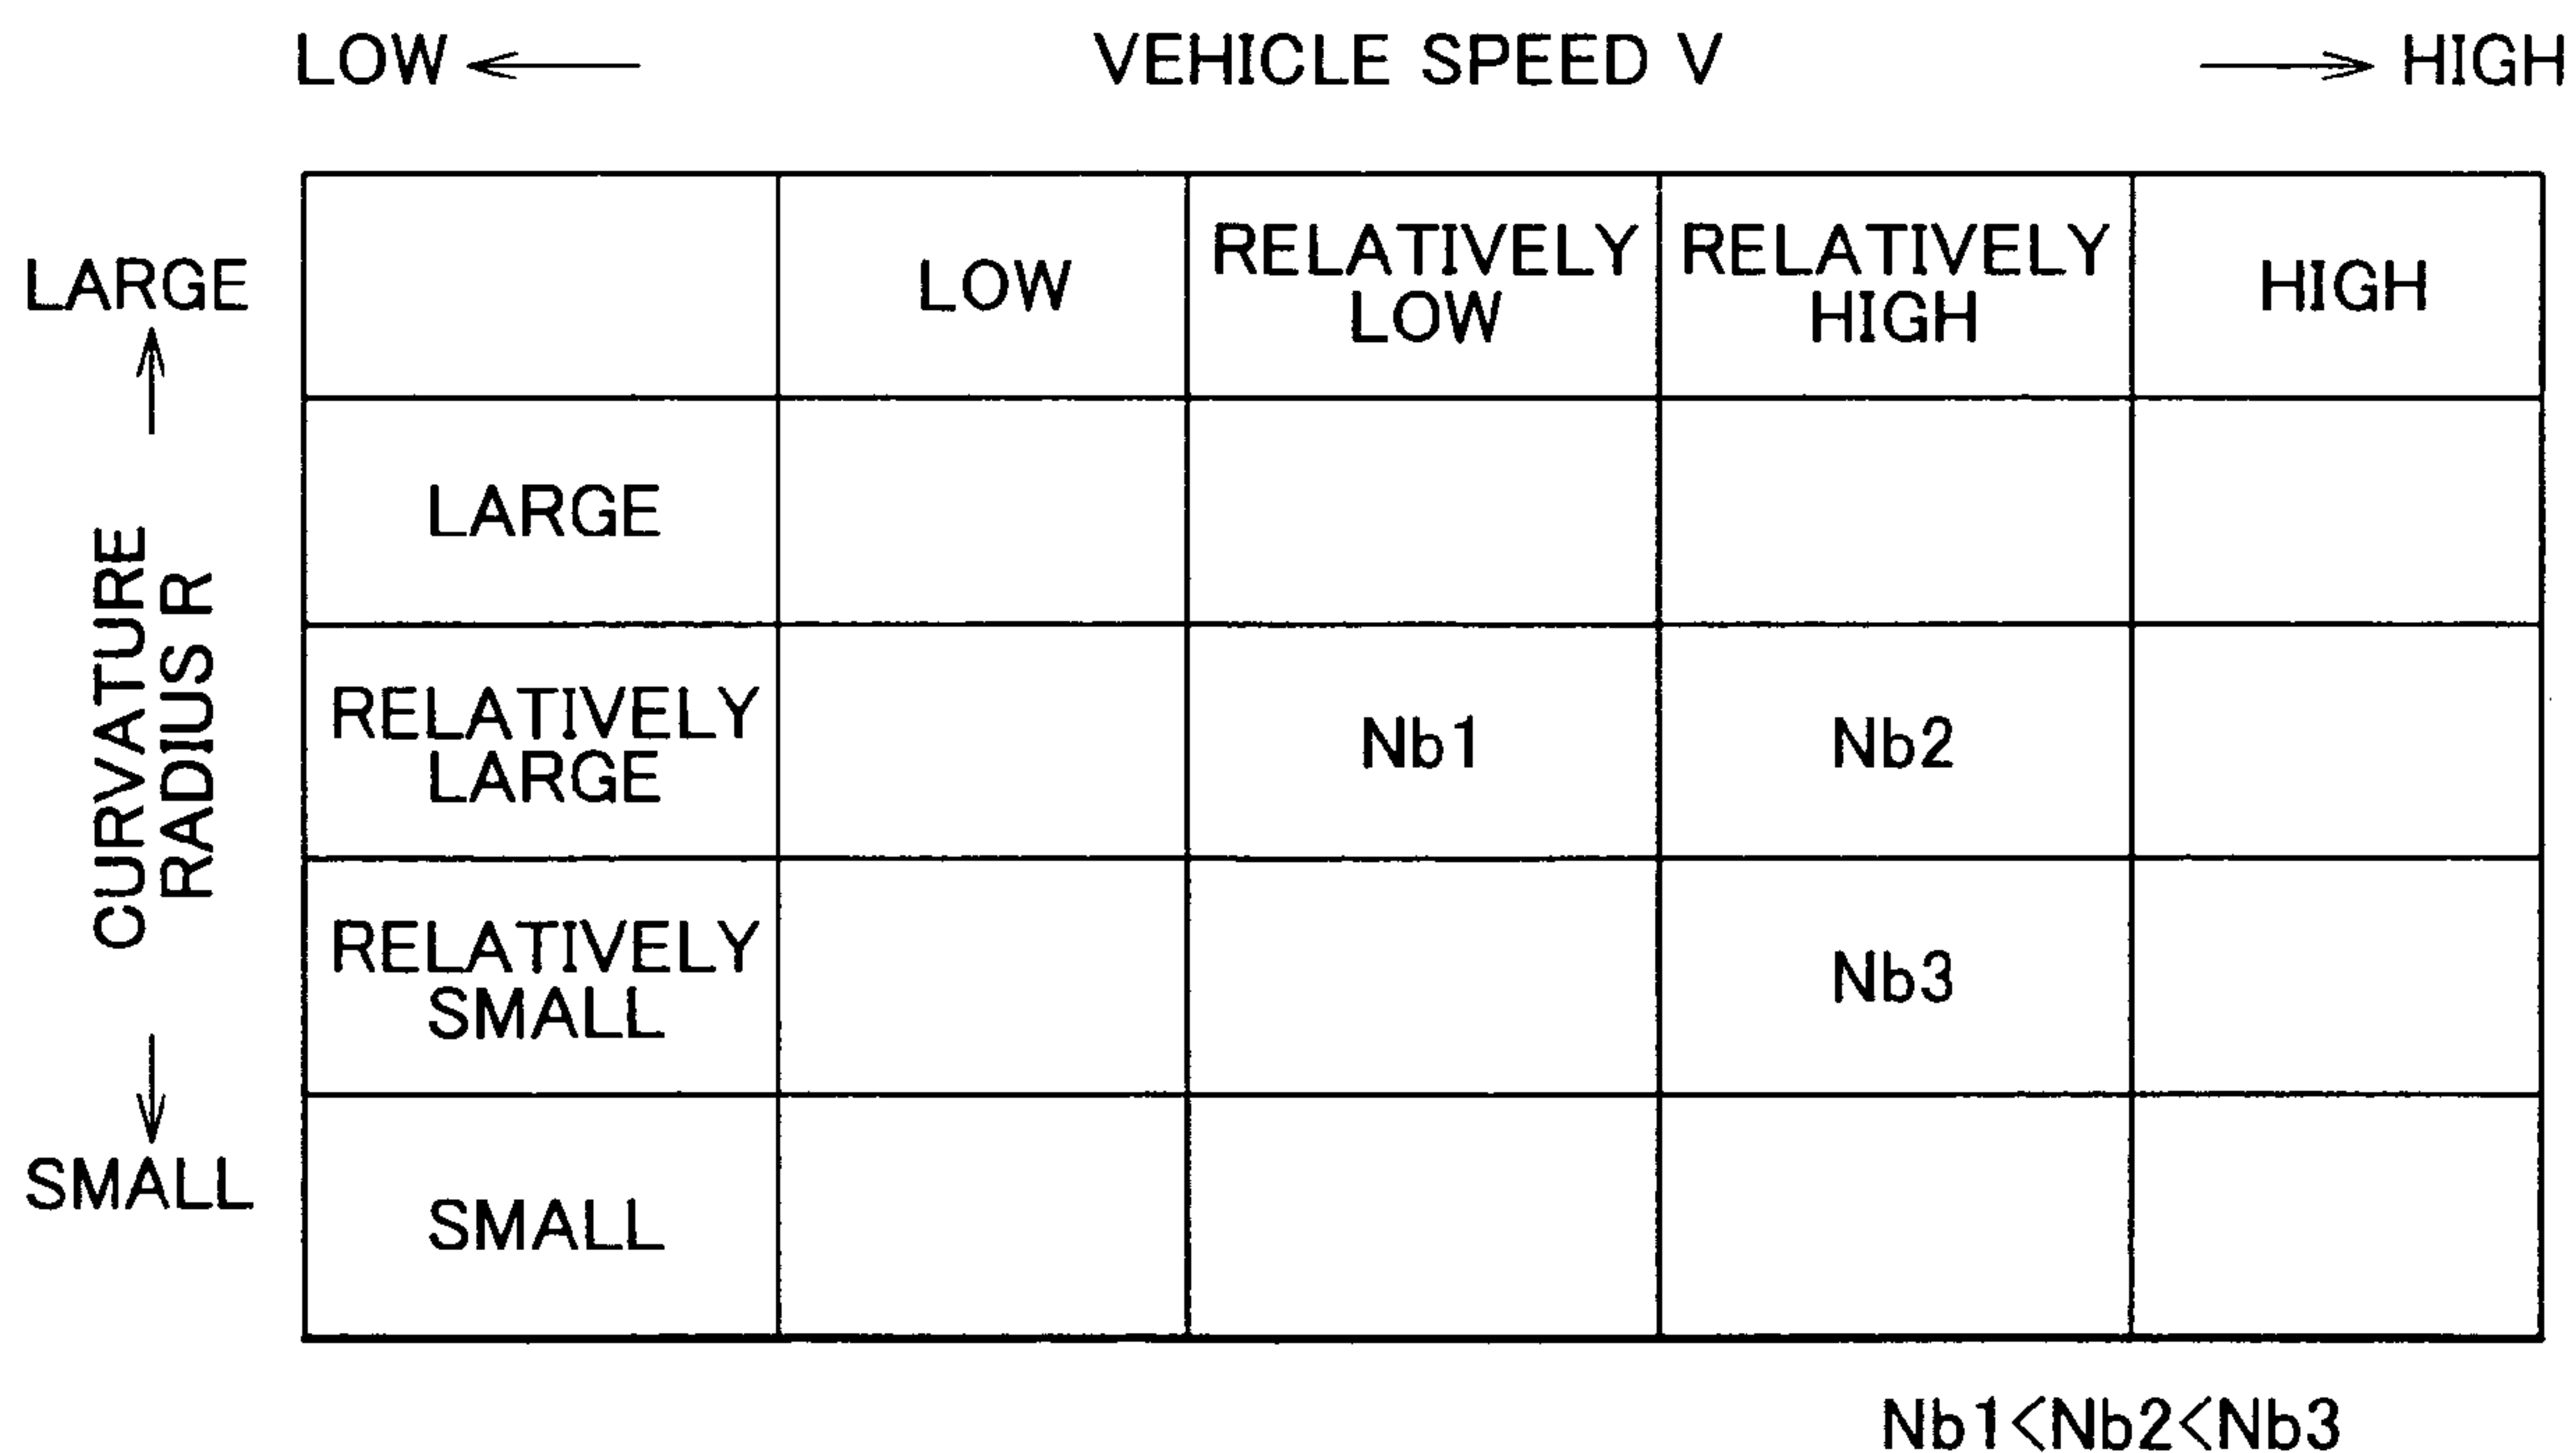 LOW ← VEHICLE SPEED V → HIGH
LARGE
↑
CURVATURE
RADIUS R
↓
SMALL
LOW
RELATIVELY
LOW
RELATIVELY
HIGH
HIGH
LARGE
RELATIVELY
LARGE
Nb1
Nb2
RELATIVELY
SMALL
Nb3
SMALL
Nb1<Nb2<Nb3